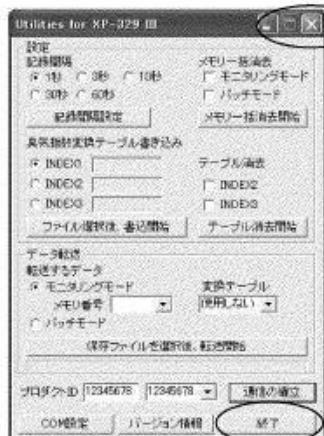 Utilities for XP-329 Ⅲ
設定
記録間隔
1秒 3秒 10秒
30秒 60秒
記録間隔設定
メモリ一括消去
モニタリングモード
バッチモード
メモリ一括消去開始
臭気指数変換テーブル書き込み
INDEX1
INDEX2
INDEX3
ファイル選択後、書込開始
テーブル消去
INDEX2
INDEX3
テーブル消去開始
データ転送
転送するデータ
モニタリングモード
メモリ番号
バッチモード
変換テーブル
使用しない
保存ファイルを選択後、転送開始
プロダクトID 12345678 12345678 通信の確立
COM設定 バージョン情報 終了